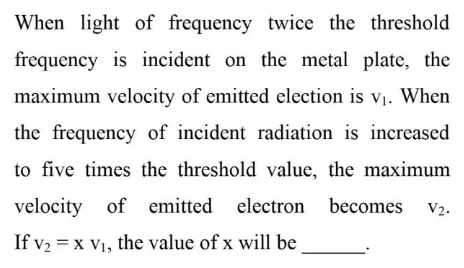 When light of frequency twice the threshold
frequency is incident on the metal plate, the
maximum velocity of emitted election is v₁. When
the frequency of incident radiation is increased
to five times the threshold value, the maximum
velocity of emitted electron becomes v₂.
If v₂ = x v₁, the value of x will be ______.